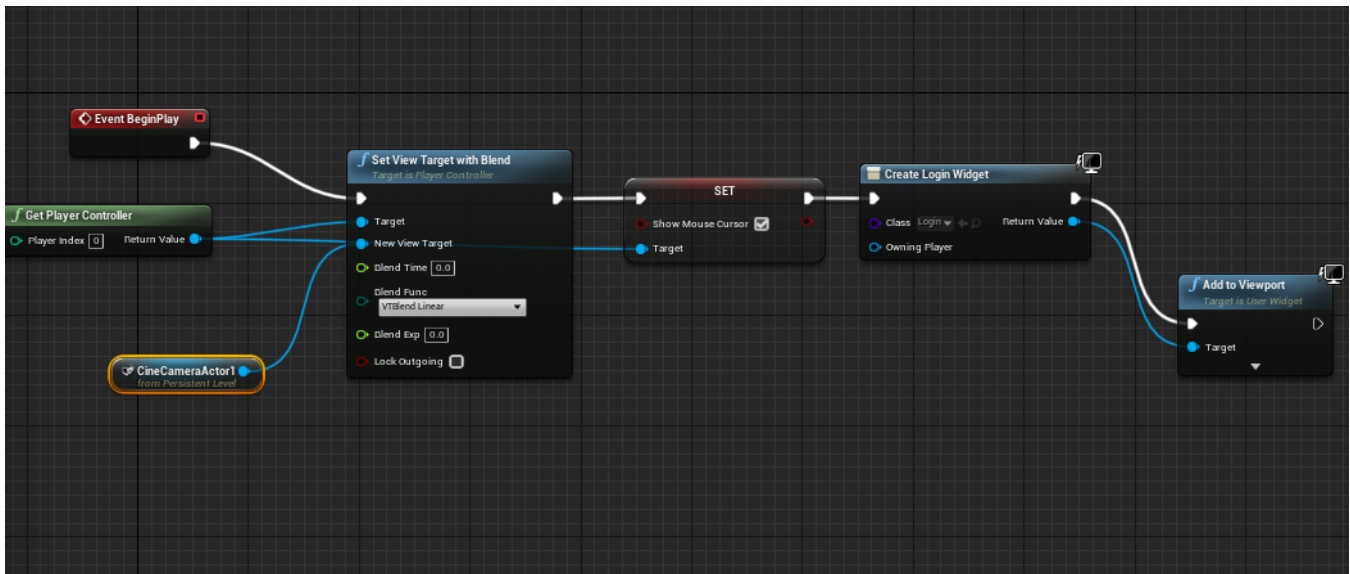 Event BeginPlay
Get Player Controller
Player Index 0 Return Value
CineCameraActor1
from Persistent Level
Set View Target with Blend
Target is Player Controller
Target
New View Target
Blend Time 0.0
Blend Func
VTBlend Linear
Blend Exp 0.0
Lock Outgoing
SET
Show Mouse Cursor
Target
Create Login Widget
Class Login Return Value
Owning Player
Add to Viewport
Target is User Widget
Target